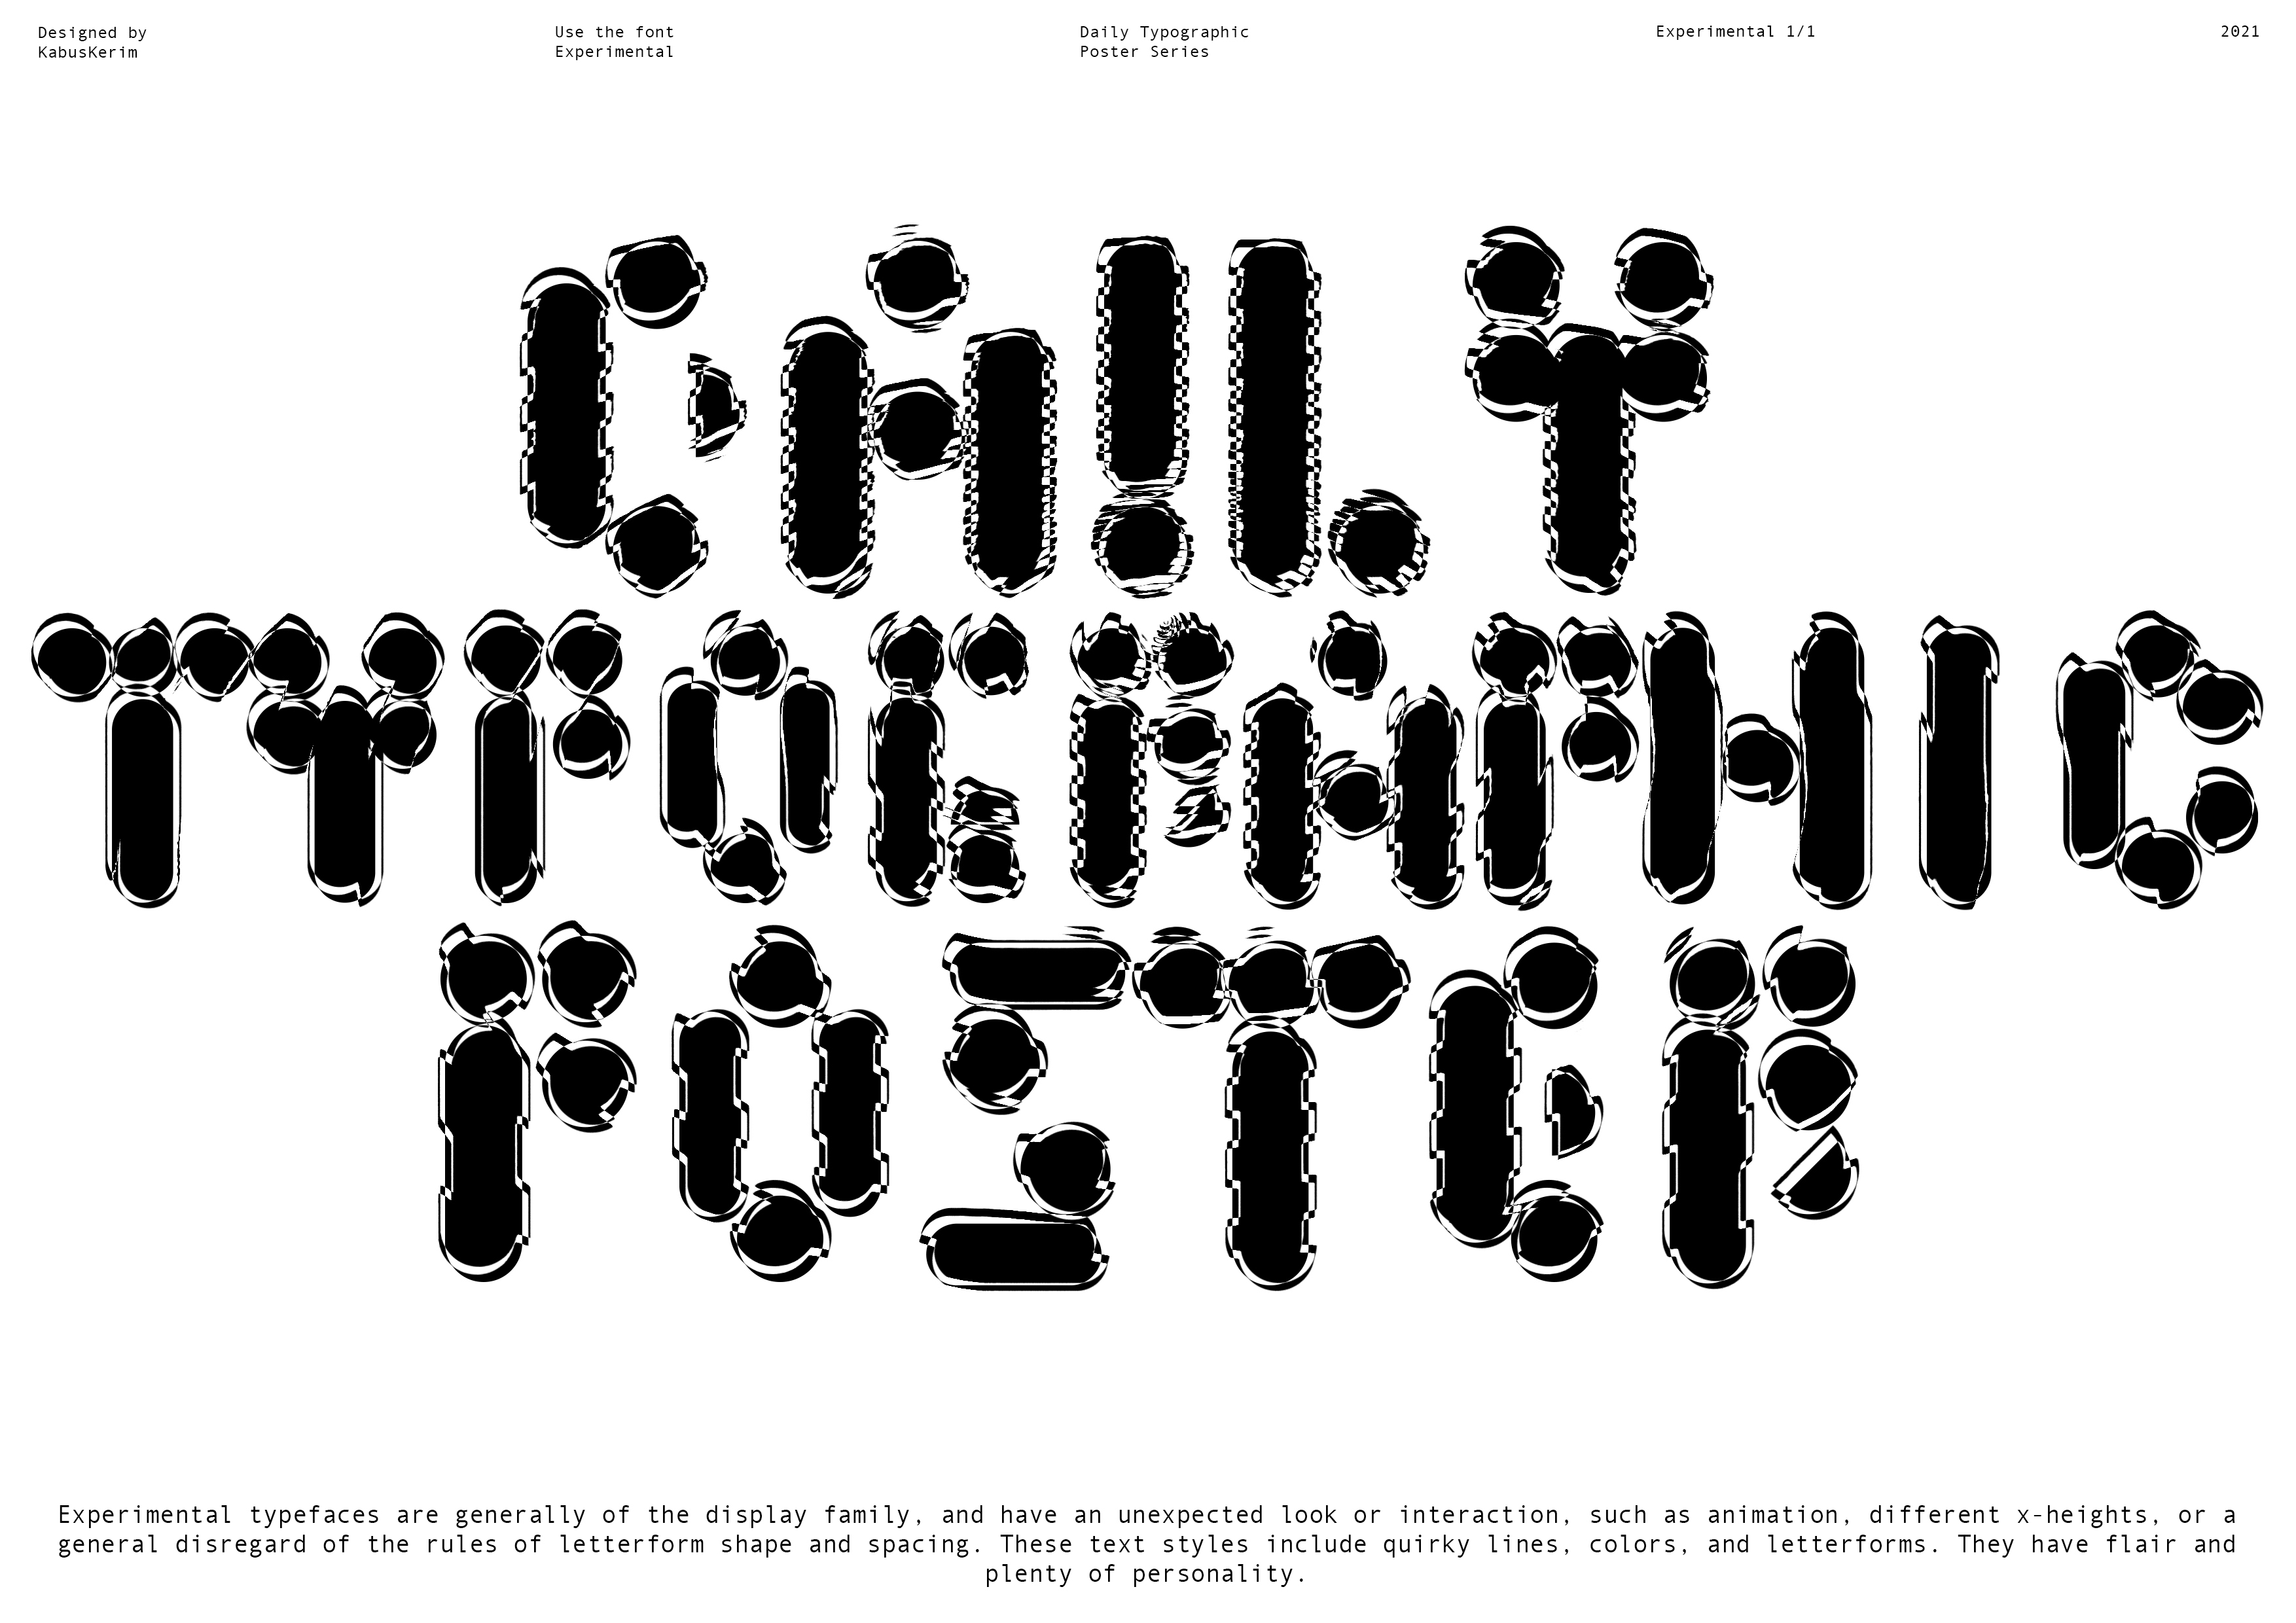 Designed by
KabusKerim
Use the font
Experimental
Daily Typographic
Poster Series
Experimental 1/1
2021
DAILY
TYPOGRAPHIC
POSTER
Experimental typefaces are generally of the display family, and have an unexpected look or interaction, such as animation, different x-heights, or a
general disregard of the rules of letterform shape and spacing. These text styles include quirky lines, colors, and letterforms. They have flair and
plenty of personality.